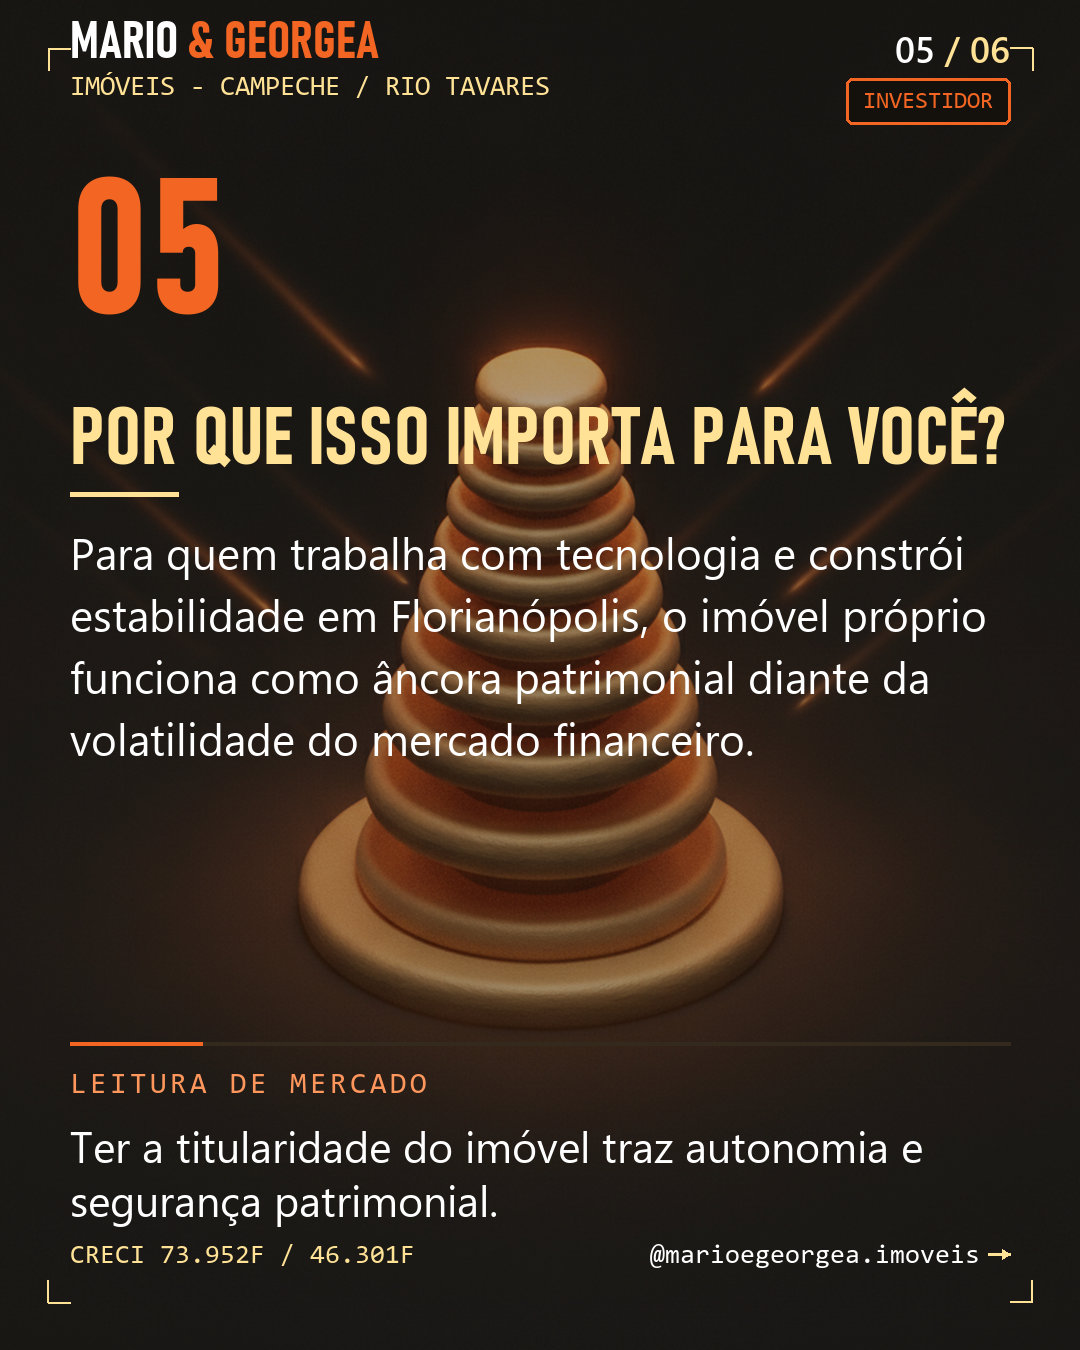 MARIO & GEORGEA
IMÓVEIS - CAMPECHE / RIO TAVARES
05 / 06
INVESTIDOR
05
POR QUE ISSO IMPORTA PARA VOCÊ?
Para quem trabalha com tecnologia e constrói
estabilidade em Florianópolis, o imóvel próprio
funciona como âncora patrimonial diante da
volatilidade do mercado financeiro.
LEITURA DE MERCADO
Ter a titularidade do imóvel traz autonomia e
segurança patrimonial.
CRECI 73.952F / 46.301F
@marioegeorgea.imoveis →